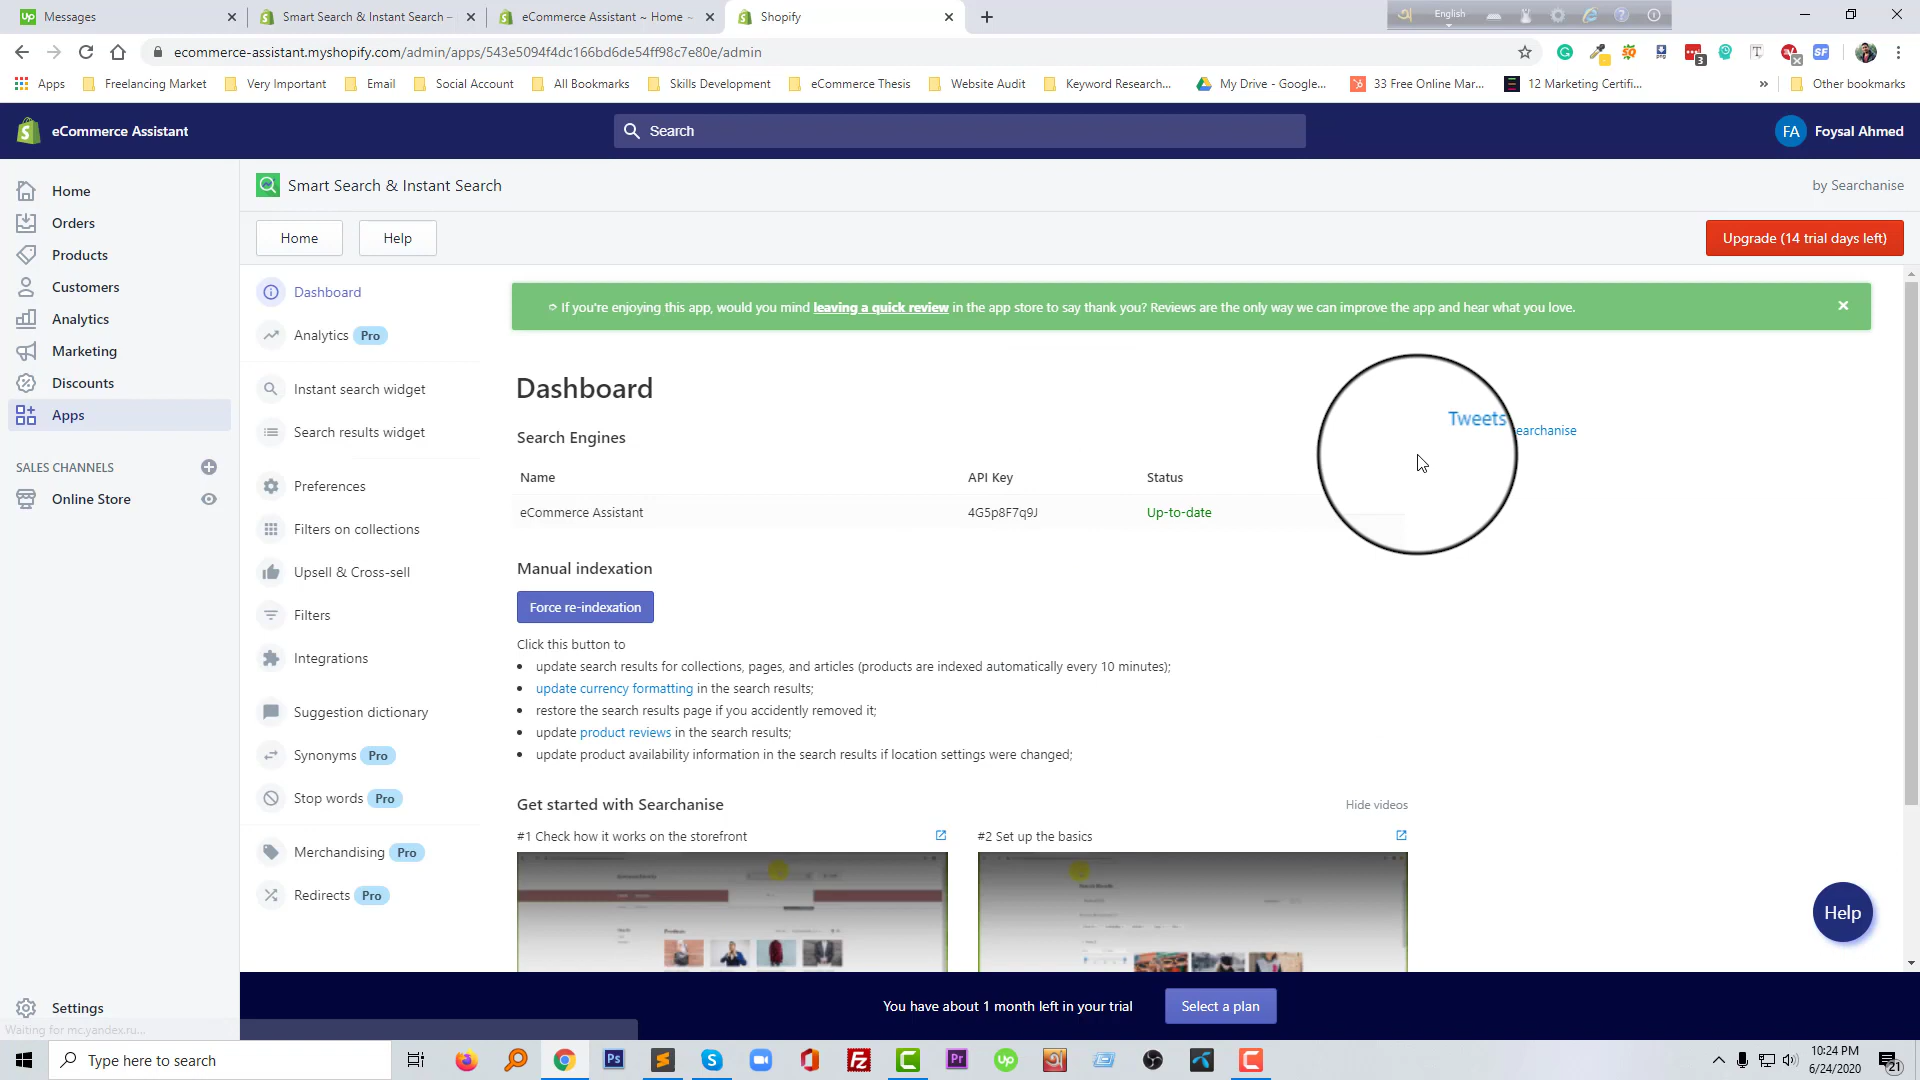 Messages
Smart Search & Instant Search –
eCommerce Assistant ~ Home ~
Shopify
English
ecommerce-assistant.myshopify.com/admin/apps/543e5094f4dc166bd6de54ff98c7e80e/admin
Apps
Freelancing Market
Very Important
Email
Social Account
All Bookmarks
Skills Development
eCommerce Thesis
Website Audit
Keyword Research...
My Drive - Google...
33 Free Online Mar...
12 Marketing Certifi...
»
Other bookmarks
eCommerce Assistant
Search
FA
Foysal Ahmed
Home
Orders
Products
Customers
Analytics
Marketing
Discounts
Apps
SALES CHANNELS
Online Store
Settings
Waiting for mc.yandex.ru...
Smart Search & Instant Search
by Searchanise
Home
Help
Upgrade (14 trial days left)
Dashboard
Analytics Pro
Instant search widget
Search results widget
Preferences
Filters on collections
Upsell & Cross-sell
Filters
Integrations
Suggestion dictionary
Synonyms Pro
Stop words Pro
Merchandising Pro
Redirects Pro
If you're enjoying this app, would you mind leaving a quick review in the app store to say thank you? Reviews are the only way we can improve the app and hear what you love.
Dashboard
Tweets
earchanise
Search Engines
Name API Key Status
eCommerce Assistant 4G5p8F7q9J Up-to-date
Manual indexation
Force re-indexation
Click this button to
• update search results for collections, pages, and articles (products are indexed automatically every 10 minutes);
• update currency formatting in the search results;
• restore the search results page if you accidently removed it;
• update product reviews in the search results;
• update product availability information in the search results if location settings were changed;
Get started with Searchanise
Hide videos
#1 Check how it works on the storefront
#2 Set up the basics
Help
You have about 1 month left in your trial
Select a plan
Type here to search
10:24 PM
6/24/2020
21